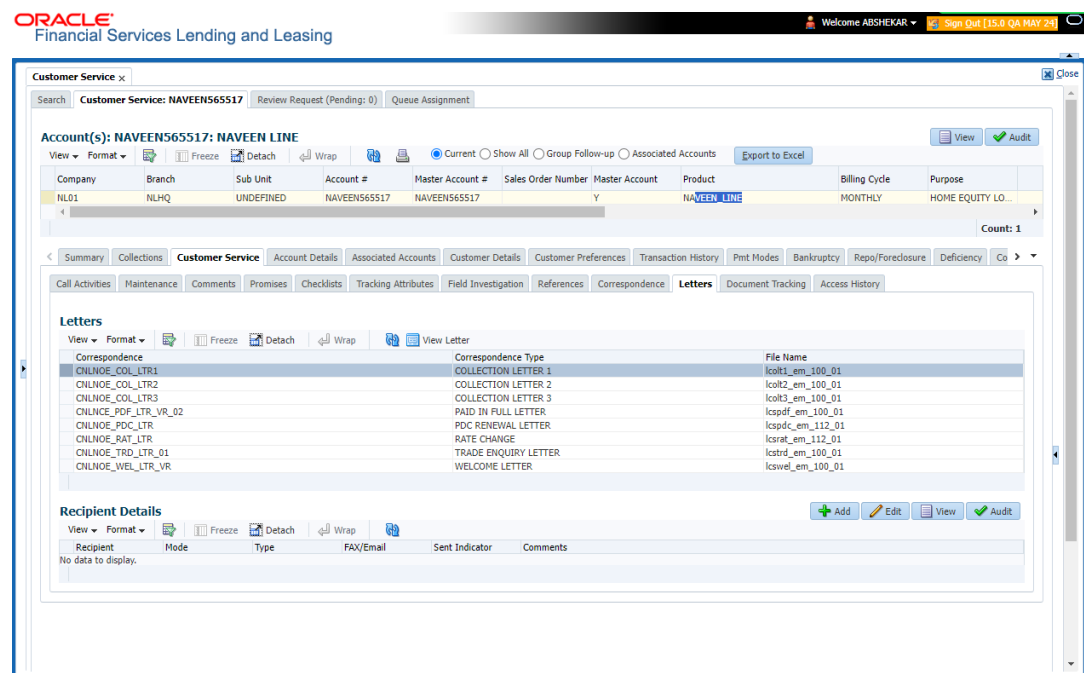 ORACLE
Financial Services Lending and Leasing
Welcome ABSHEKAR
Sign Out [15.0 QA MAY 24]
Customer Service x
Close
Search Customer Service: NAVEEN565517 Review Request (Pending: 0) Queue Assignment
Account(s): NAVEEN565517: NAVEEN LINE
View Audit
View Format Freeze Detach Wrap Current Show All Group Follow-up Associated Accounts Export to Excel
Company Branch Sub Unit Account # Master Account # Sales Order Number Master Account Product Billing Cycle Purpose
NL01 NLHQ UNDEFINED NAVEEN565517 NAVEEN565517 Y NAVEEN LINE MONTHLY HOME EQUITY LO...
Count: 1
Summary Collections Customer Service Account Details Associated Accounts Customer Details Customer Preferences Transaction History Pmt Modes Bankruptcy Repo/Foreclosure Deficiency Co
Call Activities Maintenance Comments Promises Checklists Tracking Attributes Field Investigation References Correspondence Letters Document Tracking Access History
Letters
View Format Freeze Detach Wrap View Letter
Correspondence Correspondence Type File Name
CNLNOE_COL_LTR1 COLLECTION LETTER 1 lcolt1_em_100_01
CNLNOE_COL_LTR2 COLLECTION LETTER 2 lcolt2_em_100_01
CNLNOE_COL_LTR3 COLLECTION LETTER 3 lcolt3_em_100_01
CNLNCE_PDF_LTR_VR_02 PAID IN FULL LETTER lcspdf_em_100_01
CNLNOE_PDC_LTR PDC RENEWAL LETTER lcspdc_em_112_01
CNLNOE_RAT_LTR RATE CHANGE lcsrat_em_112_01
CNLNOE_TRD_LTR_01 TRADE ENQUIRY LETTER lcstrd_em_100_01
CNLNOE_WEL_LTR_VR WELCOME LETTER lcswel_em_100_01
Recipient Details
Add Edit View Audit
View Format Freeze Detach Wrap
Recipient Mode Type FAX/Email Sent Indicator Comments
No data to display.